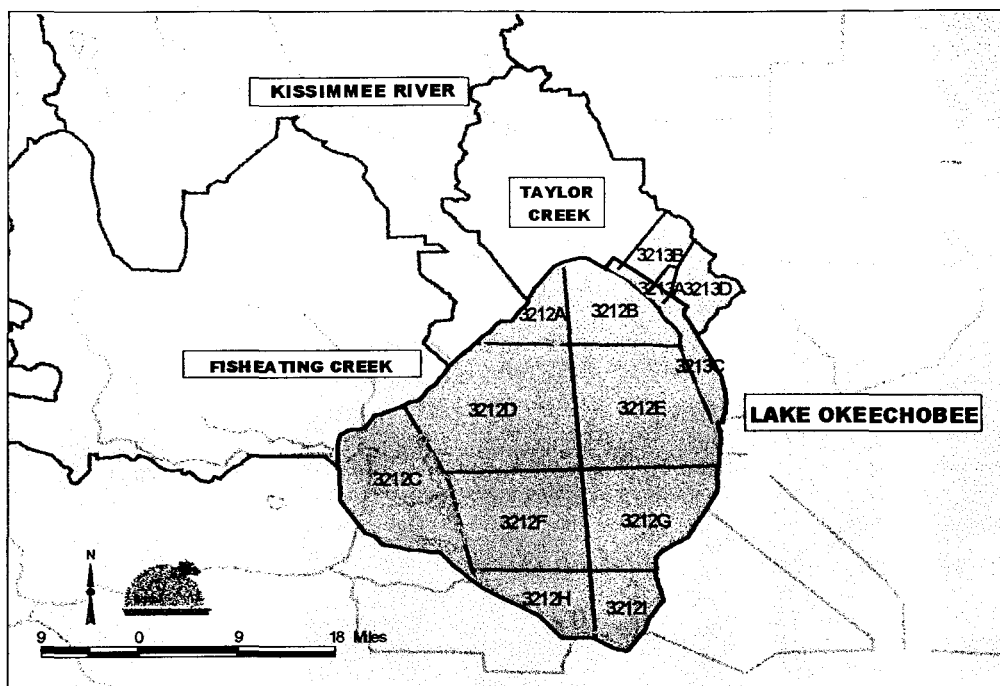 KISSIMMEE RIVER
TAYLOR
CREEK
3213B
3213A
3213D
3212A
3212B
3213C
FISHEATING CREEK
3212D
3212E
LAKE OKEECHOBEE
3212C
3212F
3212G
N
3212H
3212I
9 0 9 18 Miles